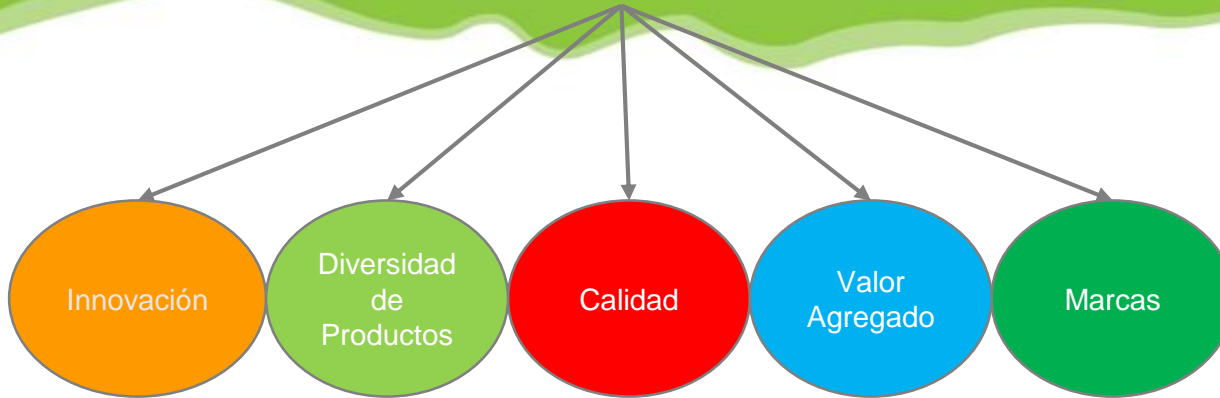 Innovación
Diversidad
de
Productos
Calidad
Valor
Agregado
Marcas